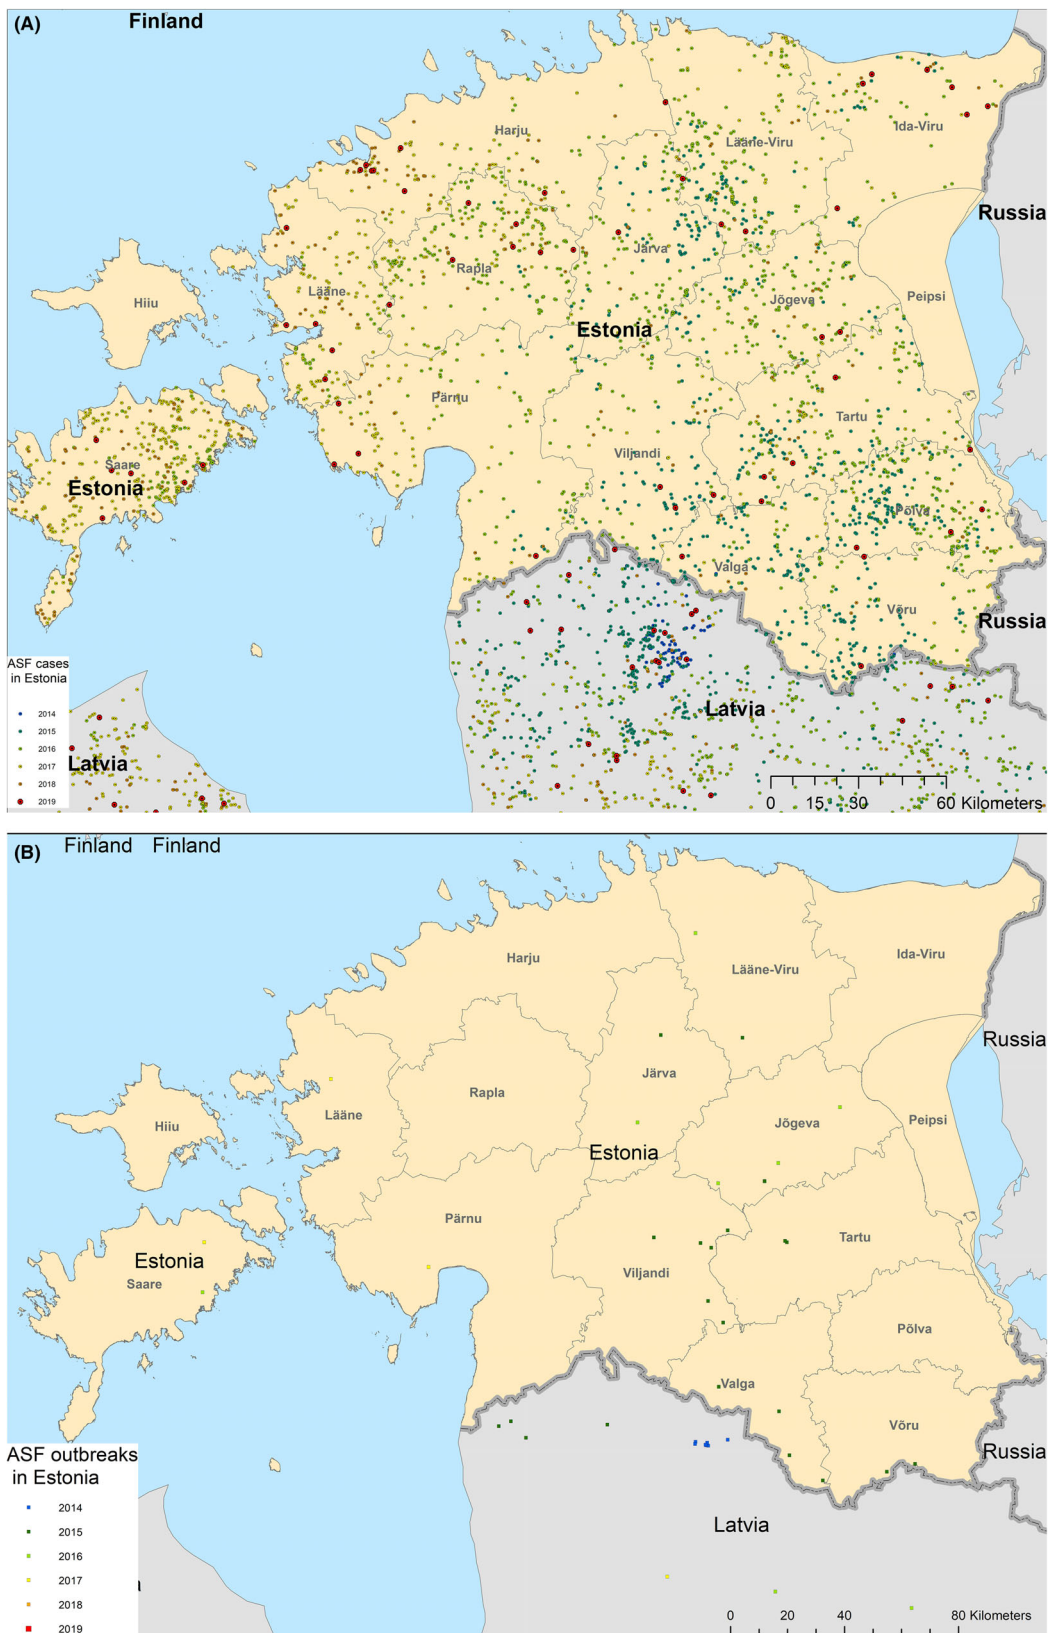 (A)
Finland
Harju
Lääne-Viru
Ida-Viru
Russia
Järva
Rapla
Lääne
Hiiu
Jõgeva
Peipsi
Estonia
Pärnu
Tartu
Viljandi
Saare
Estonia
Põlva
Valga
Võru
Russia
ASF cases
in Estonia
2014
2015
2016
2017
2018
2019
Latvia
Latvia
0 15 30 60 Kilometers
(B)
Finland Finland
Harju
Lääne-Viru
Ida-Viru
Russia
Järva
Rapla
Lääne
Hiiu
Jõgeva
Peipsi
Estonia
Pärnu
Tartu
Estonia
Saare
Viljandi
Põlva
Valga
Võru
Russia
ASF outbreaks
in Estonia
2014
2015
2016
2017
2018
2019
Latvia
0 20 40 80 Kilometers